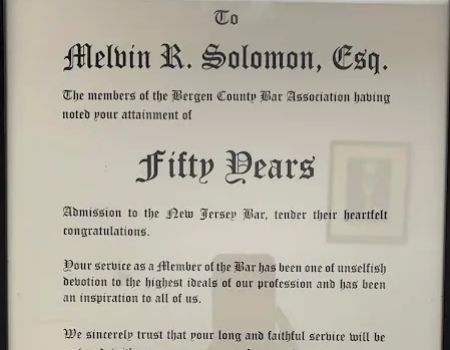 To
Melvin R. Solomon, Esq.
The members of the Bergen County Bar Association having
noted your attainment of
Fifty Years
Admission to the New Jersey Bar, tender their heartfelt
congratulations.
Your service as a Member of the Bar has been one of unselfish
devotion to the highest ideals of our profession and has been
an inspiration to all of us.
We sincerely trust that your long and faithful service will be